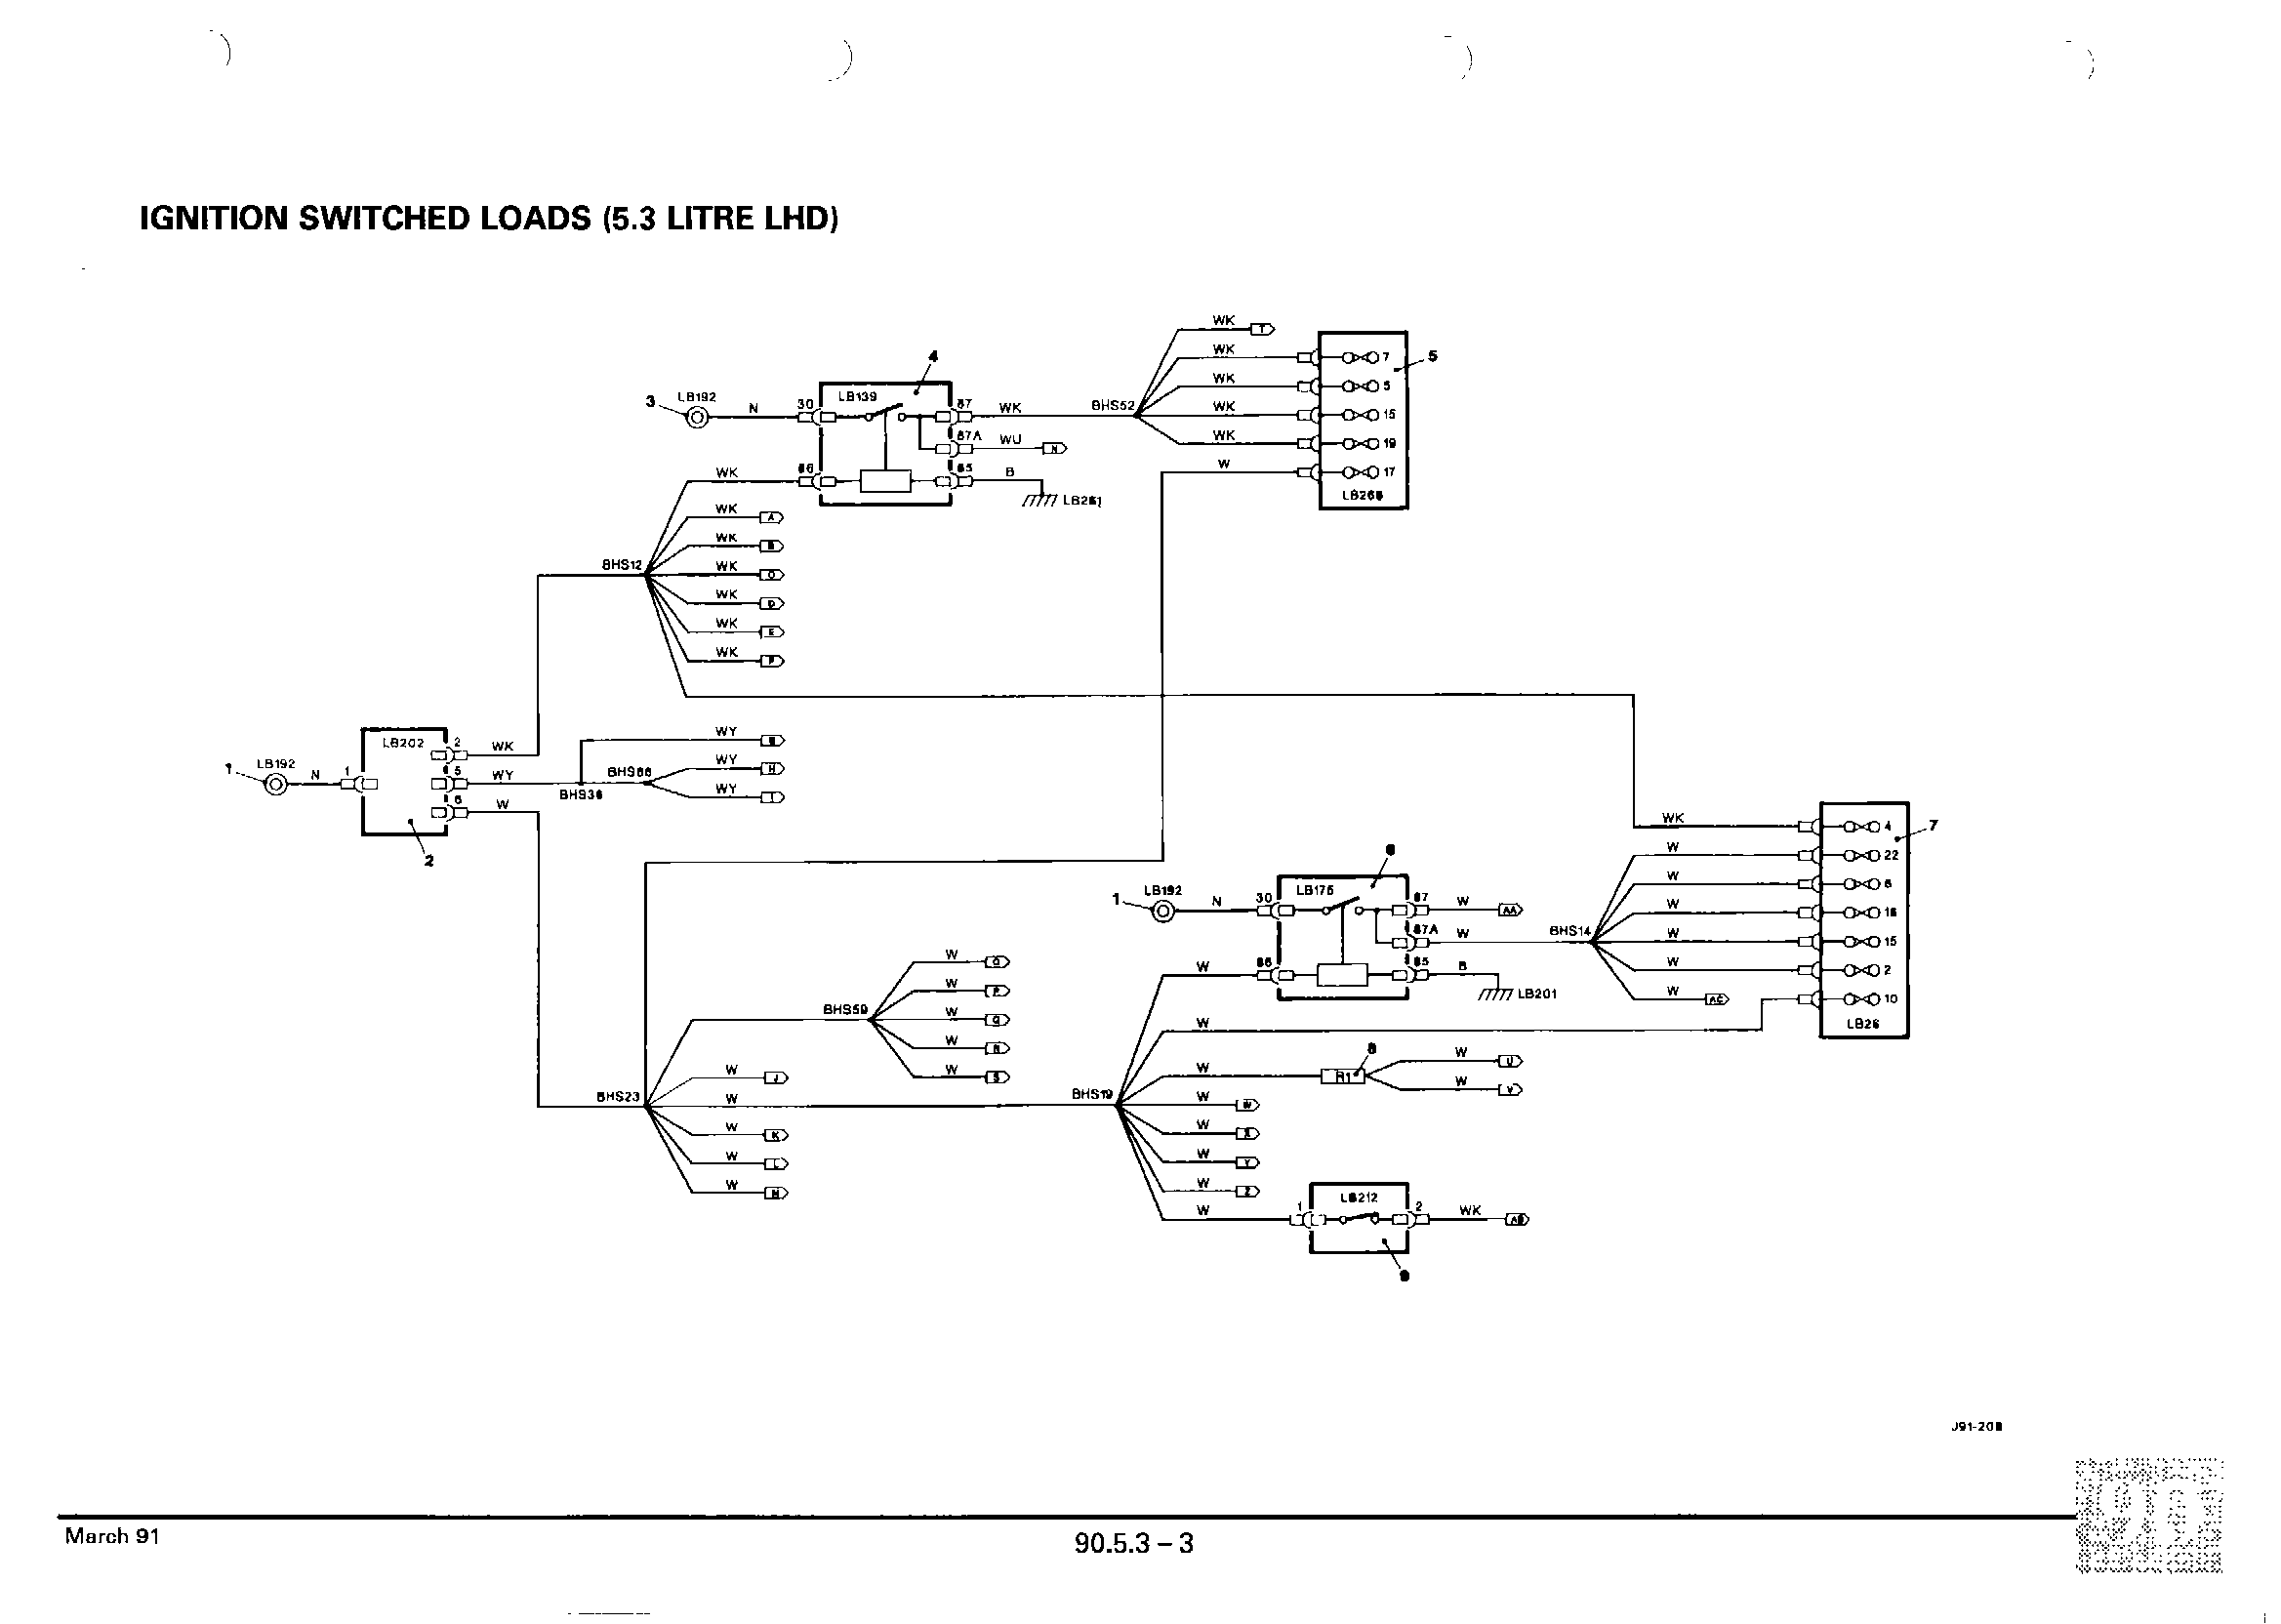 IGNITION SWITCHED LOADS (5.3 LITRE LHD)
WK T
WK 7 5
WK 5
WK 15
WK 19
W 17
LB268
4
3 LB192 N 30 LB139 87 WK BHS52
87A WU N
WK 86 85 B
LB261
WK A
WK B
BHS12 WK
WK D
WK E
WK F
1 LB192 N 1 LB202 2 WK
5 WY BHS36 BHS66
6 W
2
WY
WY H
WY I
WK 4 7
W 22
W 6
W 16
W 15
W 2
W AC
10
LB26
6
1 LB192 N 30 LB175 87 W AA
87A W BHS14
W 86 85 B
LB201
BHS59
W O
W P
W Q
W R
W S
BHS23
W J
W
W K
W L
W M
BHS19
W
8
W R1
W U
W V
W W
W X
W Y
W Z
W 1 LB212 2 WK AB
9
J91-208
March 91
90.5.3 – 3